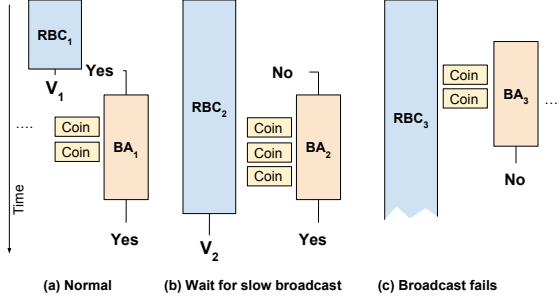 RBC1
Yes
V1
....
Coin
Coin
BA1
Yes
Time
(a) Normal
RBC2
No
Coin
Coin
Coin
BA2
V2
Yes
(b) Wait for slow broadcast
RBC3
Coin
Coin
BA3
...
No
(c) Broadcast fails